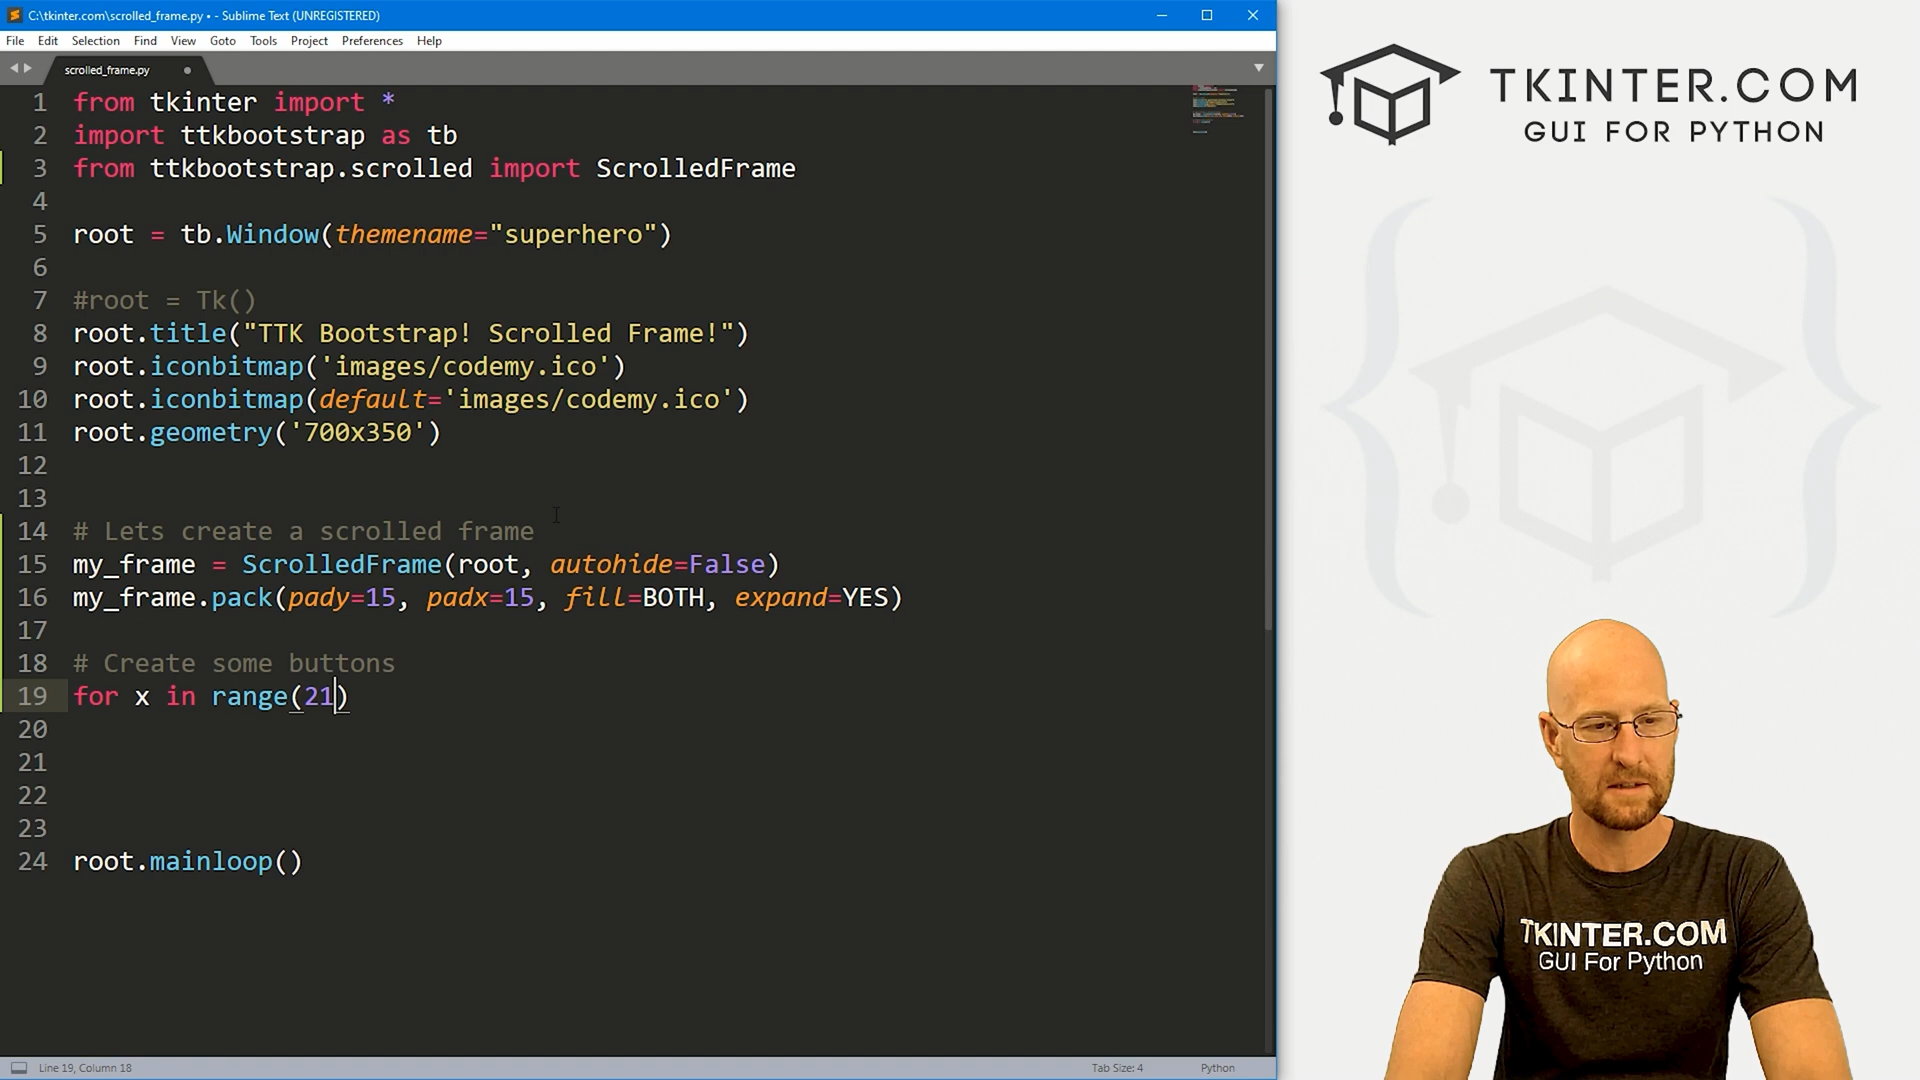 C:\tkinter.com\scrolled_frame.py • - Sublime Text (UNREGISTERED)
File Edit Selection Find View Goto Tools Project Preferences Help
scrolled_frame.py
1 from tkinter import *
2 import ttkbootstrap as tb
3 from ttkbootstrap.scrolled import ScrolledFrame
4
5 root = tb.Window(themename="superhero")
6
7 #root = Tk()
8 root.title("TTK Bootstrap! Scrolled Frame!")
9 root.iconbitmap('images/codemy.ico')
10 root.iconbitmap(default='images/codemy.ico')
11 root.geometry('700x350')
12
13
14 # Lets create a scrolled frame
15 my_frame = ScrolledFrame(root, autohide=False)
16 my_frame.pack(pady=15, padx=15, fill=BOTH, expand=YES)
17
18 # Create some buttons
19 for x in range(21)
20
21
22
23
24 root.mainloop()
Line 19, Column 18
Tab Size: 4
Python
TKINTER.COM
GUI FOR PYTHON
TKINTER.COM
GUI For Python